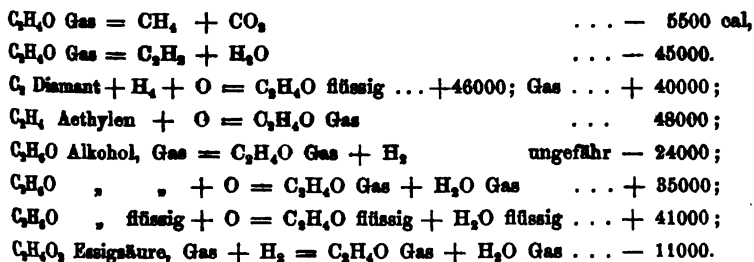 C₂H₄O Gas = CH₄ + CO₂ ... — 5500 cal,
C₂H₄O Gas = C₂H₂ + H₂O ... — 45000.
C₂ Diamant + H₄ + O = C₂H₄O flüssig ... +46000; Gas ... + 40000;
C₂H₄ Aethylen + O = C₂H₄O Gas ... 48000;
C₂H₆O Alkohol, Gas = C₂H₄O Gas + H₂ ungefähr — 24000;
C₂H₆O „ „ + O = C₂H₄O Gas + H₂O Gas ... + 35000;
C₂H₆O „ flüssig + O = C₂H₄O flüssig + H₂O flüssig ... + 41000;
C₂H₄O₂ Essigsäure, Gas + H₂ = C₂H₄O Gas + H₂O Gas ... — 11000.